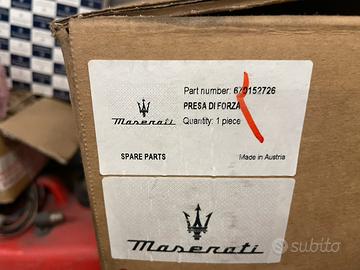 Part number: 670152726
PRESA DI FORZA
Quantity: 1 piece
Maserati
SPARE PARTS
Made in Austria
Maserati
subito